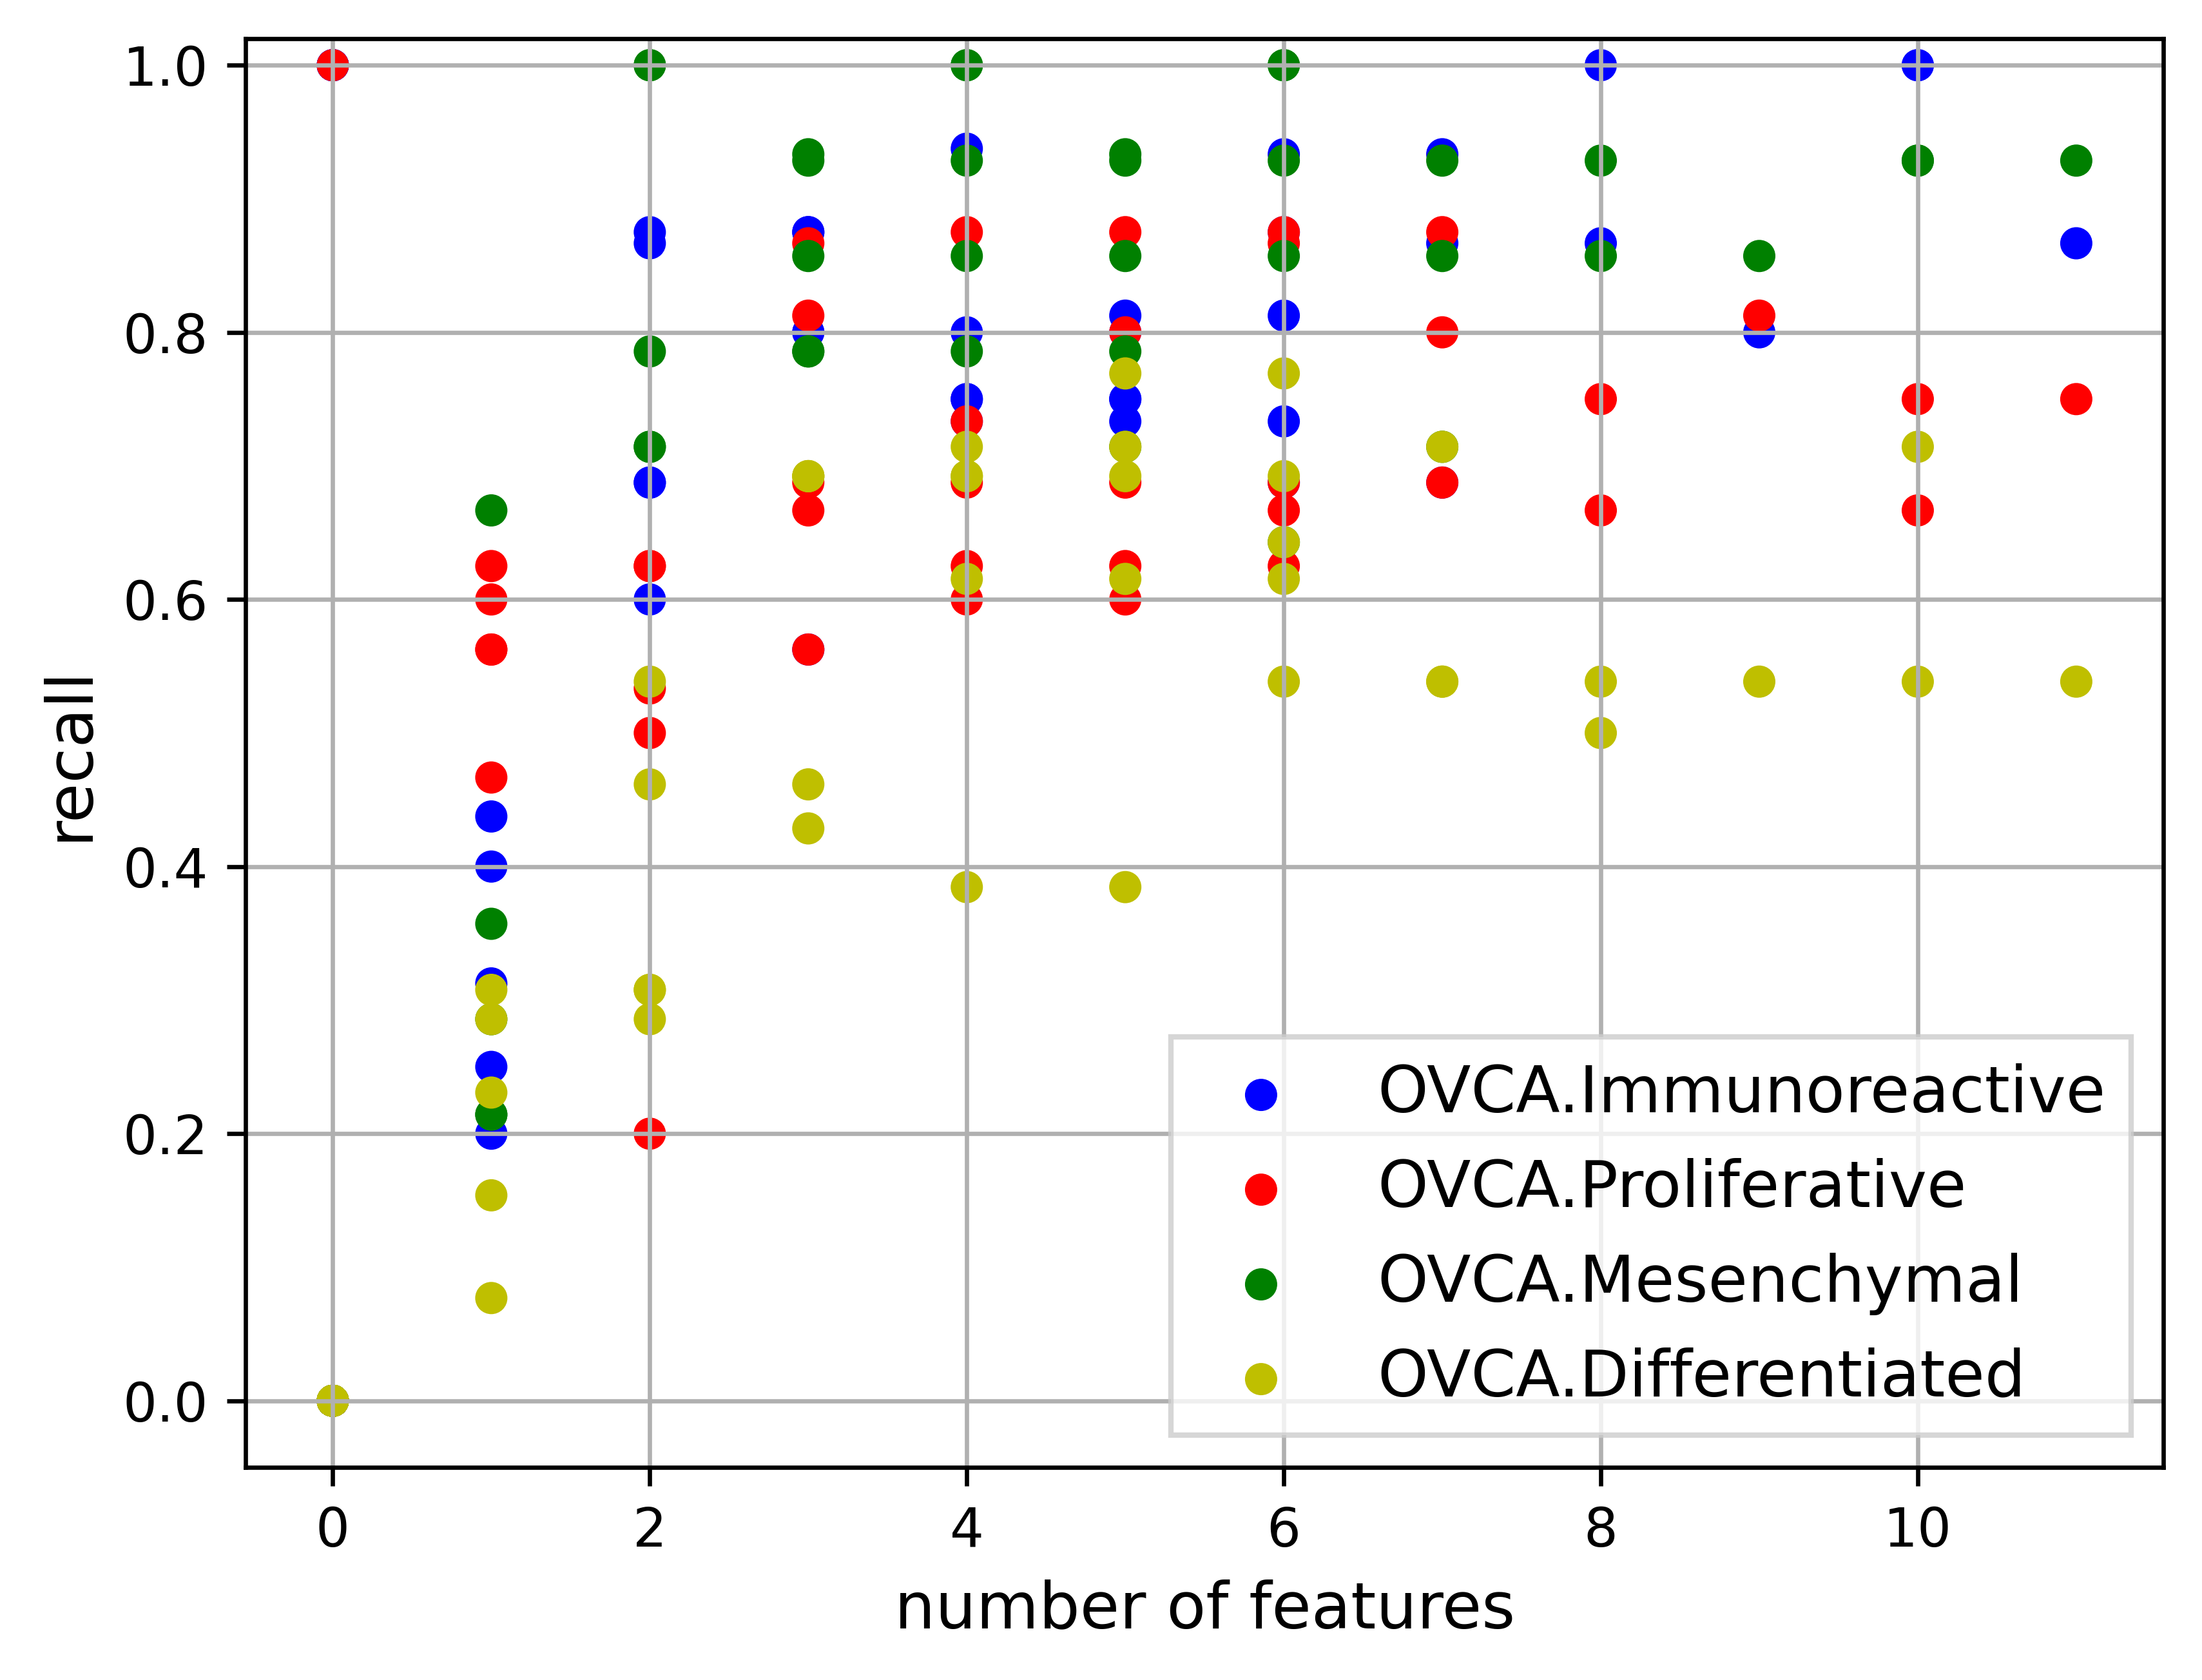 1.0
0.8
0.6
0.4
0.2
0.0
recall
0 2 4 6 8 10
number of features
OVCA.Immunoreactive
OVCA.Proliferative
OVCA.Mesenchymal
OVCA.Differentiated